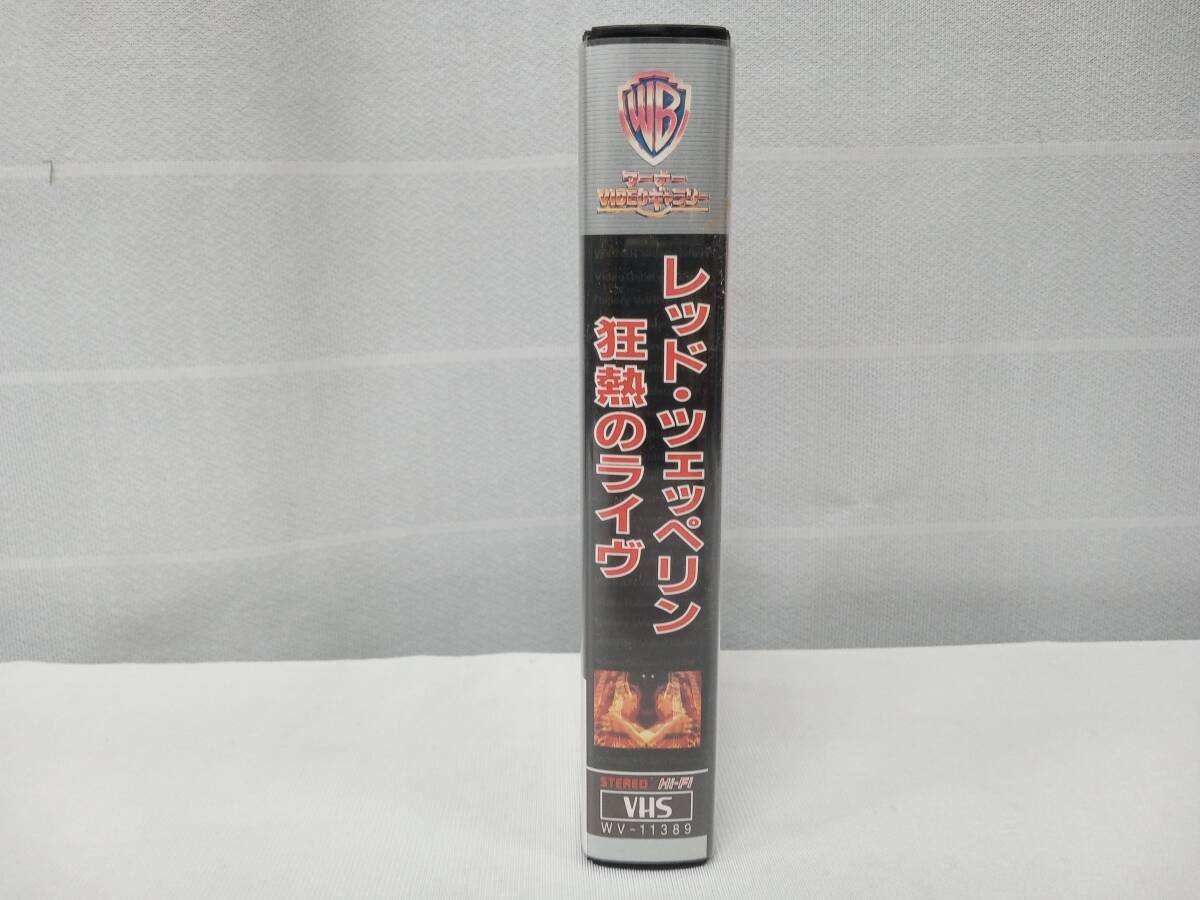 WB
ワーナー
VIDEOギャラリー
レッド・ツェッペリン
狂熱のライヴ
STEREO HI-FI
VHS
WV-11389